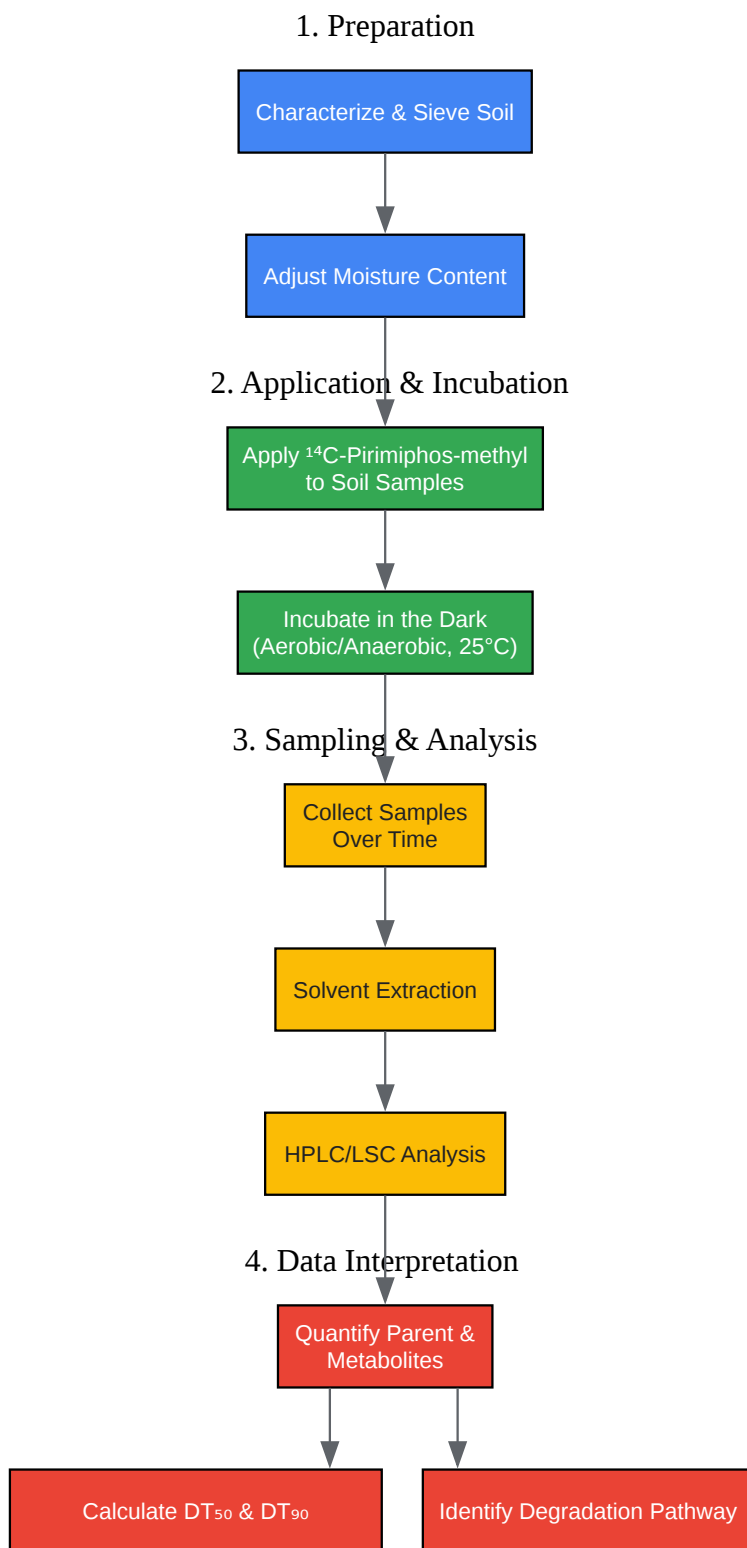 1. Preparation
Characterize & Sieve Soil
Adjust Moisture Content
2. Application & Incubation
Apply ¹⁴C-Pirimiphos-methyl
to Soil Samples
Incubate in the Dark
(Aerobic/Anaerobic, 25°C)
3. Sampling & Analysis
Collect Samples
Over Time
Solvent Extraction
HPLC/LSC Analysis
4. Data Interpretation
Quantify Parent &
Metabolites
Calculate DT₅₀ & DT₉₀
Identify Degradation Pathway